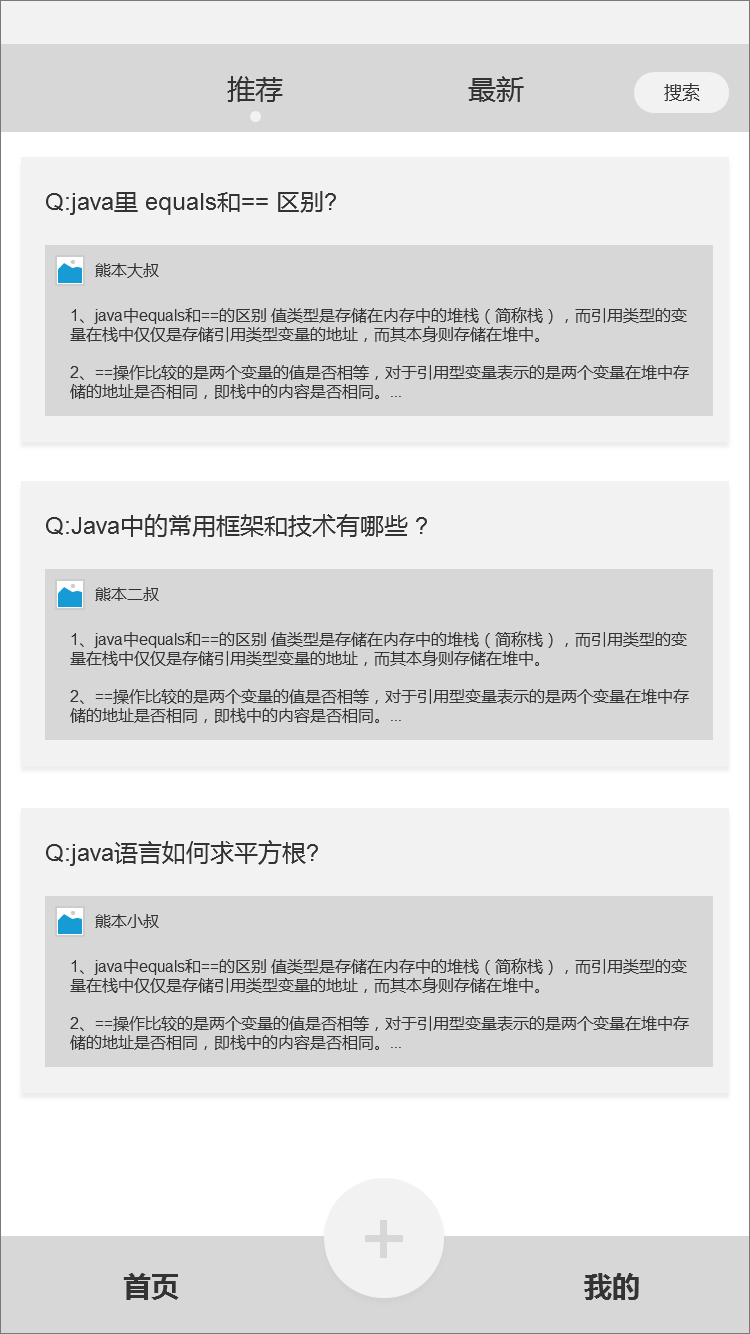 推荐
最新
搜索
Q:java里 equals和== 区别?
熊本大叔
1、java中equals和==的区别 值类型是存储在内存中的堆栈（简称栈），而引用类型的变
量在栈中仅仅是存储引用类型变量的地址，而其本身则存储在堆中。
2、==操作比较的是两个变量的值是否相等，对于引用型变量表示的是两个变量在堆中存
储的地址是否相同，即栈中的内容是否相同。...
Q:Java中的常用框架和技术有哪些？
熊本二叔
1、java中equals和==的区别 值类型是存储在内存中的堆栈（简称栈），而引用类型的变
量在栈中仅仅是存储引用类型变量的地址，而其本身则存储在堆中。
2、==操作比较的是两个变量的值是否相等，对于引用型变量表示的是两个变量在堆中存
储的地址是否相同，即栈中的内容是否相同。...
Q:java语言如何求平方根?
熊本小叔
1、java中equals和==的区别 值类型是存储在内存中的堆栈（简称栈），而引用类型的变
量在栈中仅仅是存储引用类型变量的地址，而其本身则存储在堆中。
2、==操作比较的是两个变量的值是否相等，对于引用型变量表示的是两个变量在堆中存
储的地址是否相同，即栈中的内容是否相同。...
+
首页
我的